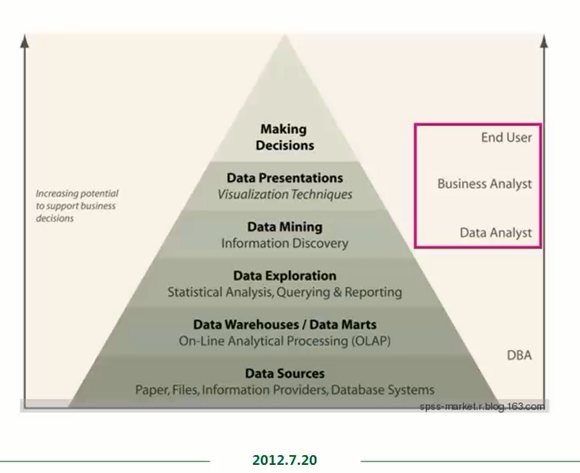 Making
Decisions
End User
Data Presentations
Visualization Techniques
Business Analyst
Increasing potential
to support business
decisions
Data Mining
Information Discovery
Data Analyst
Data Exploration
Statistical Analysis, Querying & Reporting
Data Warehouses / Data Marts
On-Line Analytical Processing (OLAP)
DBA
Data Sources
Paper, Files, Information Providers, Database Systems
spss-market.r.blog.163.com
2012.7.20